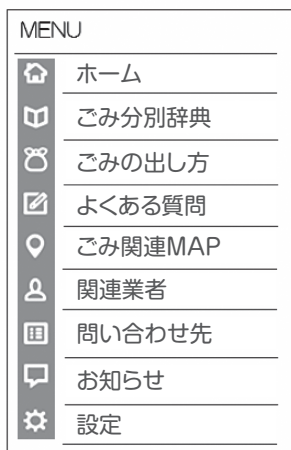 MENU
ホーム
ごみ分別辞典
ごみの出し方
よくある質問
ごみ関連MAP
関連業者
問い合わせ先
お知らせ
設定